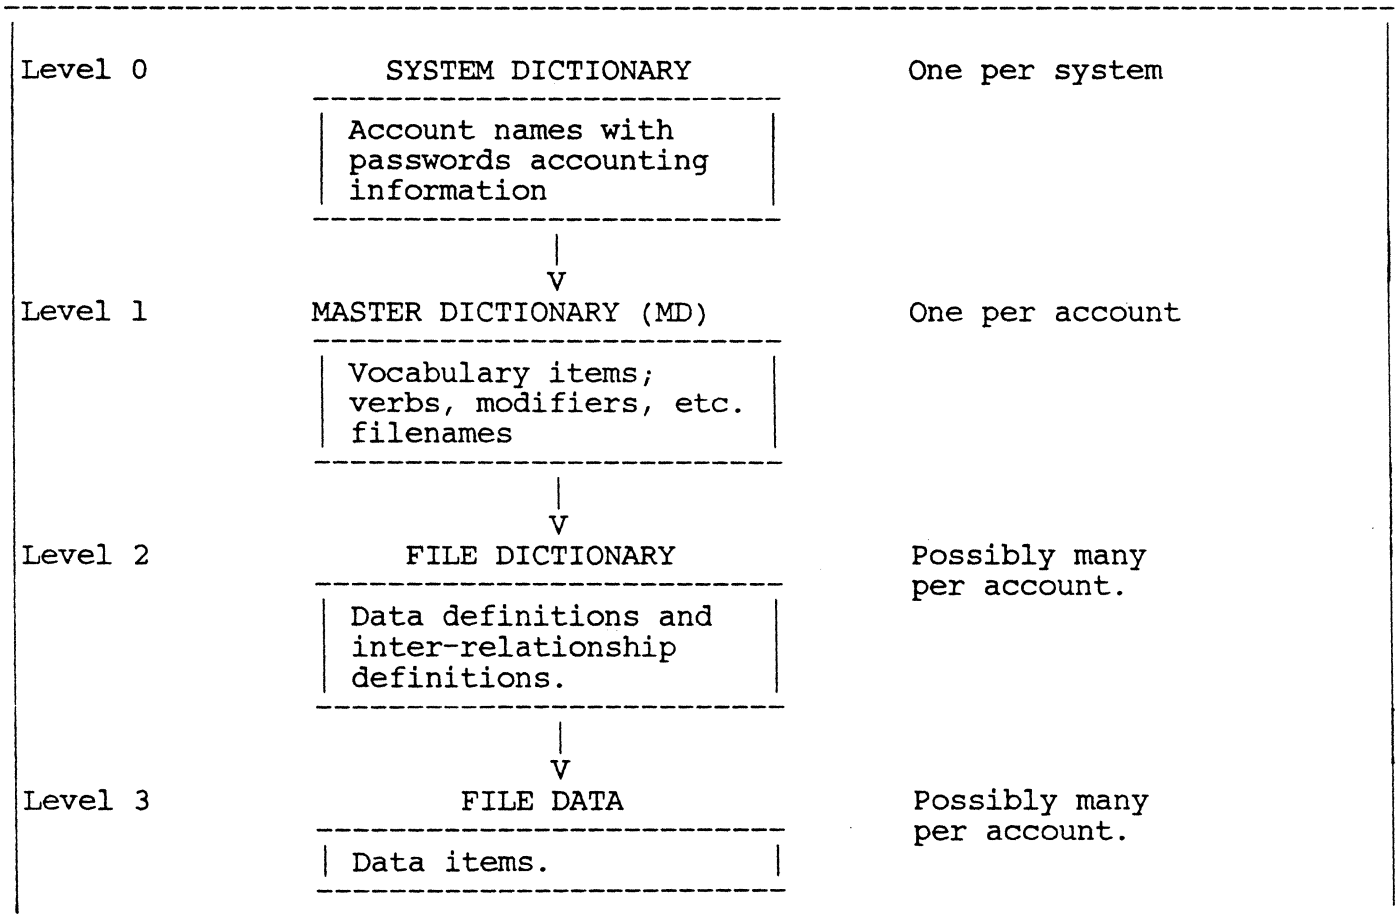 Level 0 SYSTEM DICTIONARY One per system
Account names with
passwords accounting
information
V
Level 1 MASTER DICTIONARY (MD) One per account
Vocabulary items;
verbs, modifiers, etc.
filenames
V
Level 2 FILE DICTIONARY Possibly many
per account.
Data definitions and
inter-relationship
definitions.
V
Level 3 FILE DATA Possibly many
per account.
Data items.